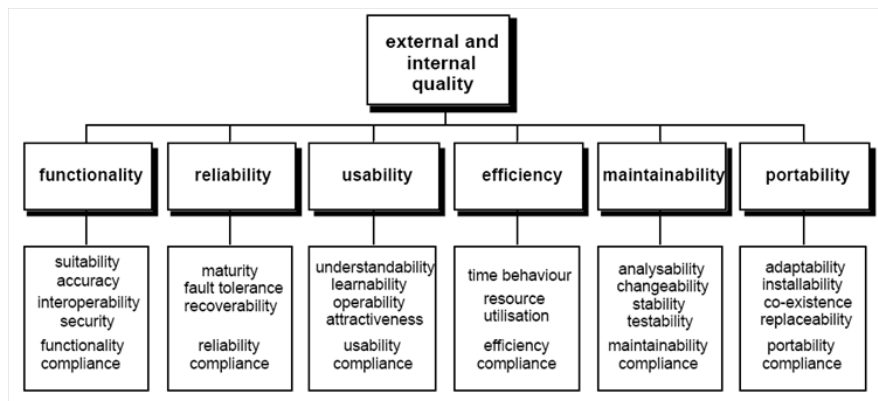 external and
internal
quality
functionality
reliability
usability
efficiency
maintainability
portability
suitability
accuracy
interoperability
security
functionality
compliance
maturity
fault tolerance
recoverability
reliability
compliance
understandability
learnability
operability
attractiveness
usability
compliance
time behaviour
resource
utilisation
efficiency
compliance
analysability
changeability
stability
testability
maintainability
compliance
adaptability
installability
co-existence
replaceability
portability
compliance